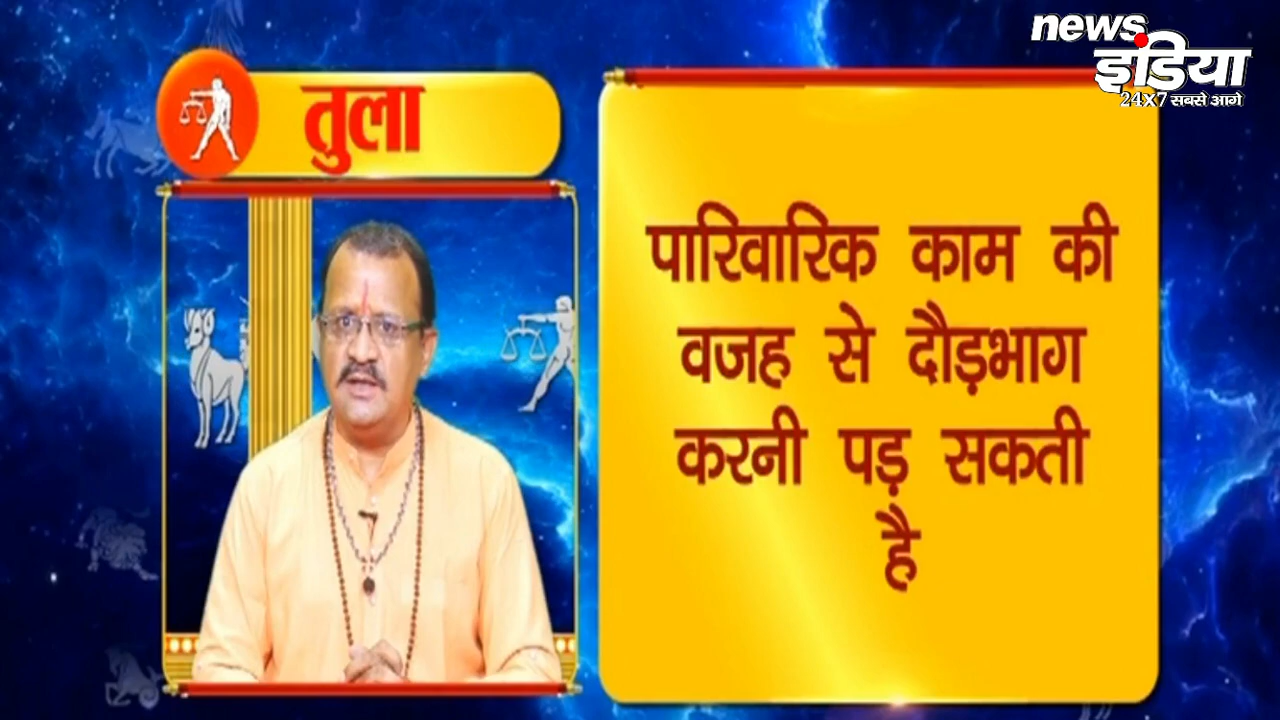 news
इंडिया
24x7 सबसे आगे
तुला
पारिवारिक काम की
वजह से दौड़भाग
करनी पड़ सकती
है